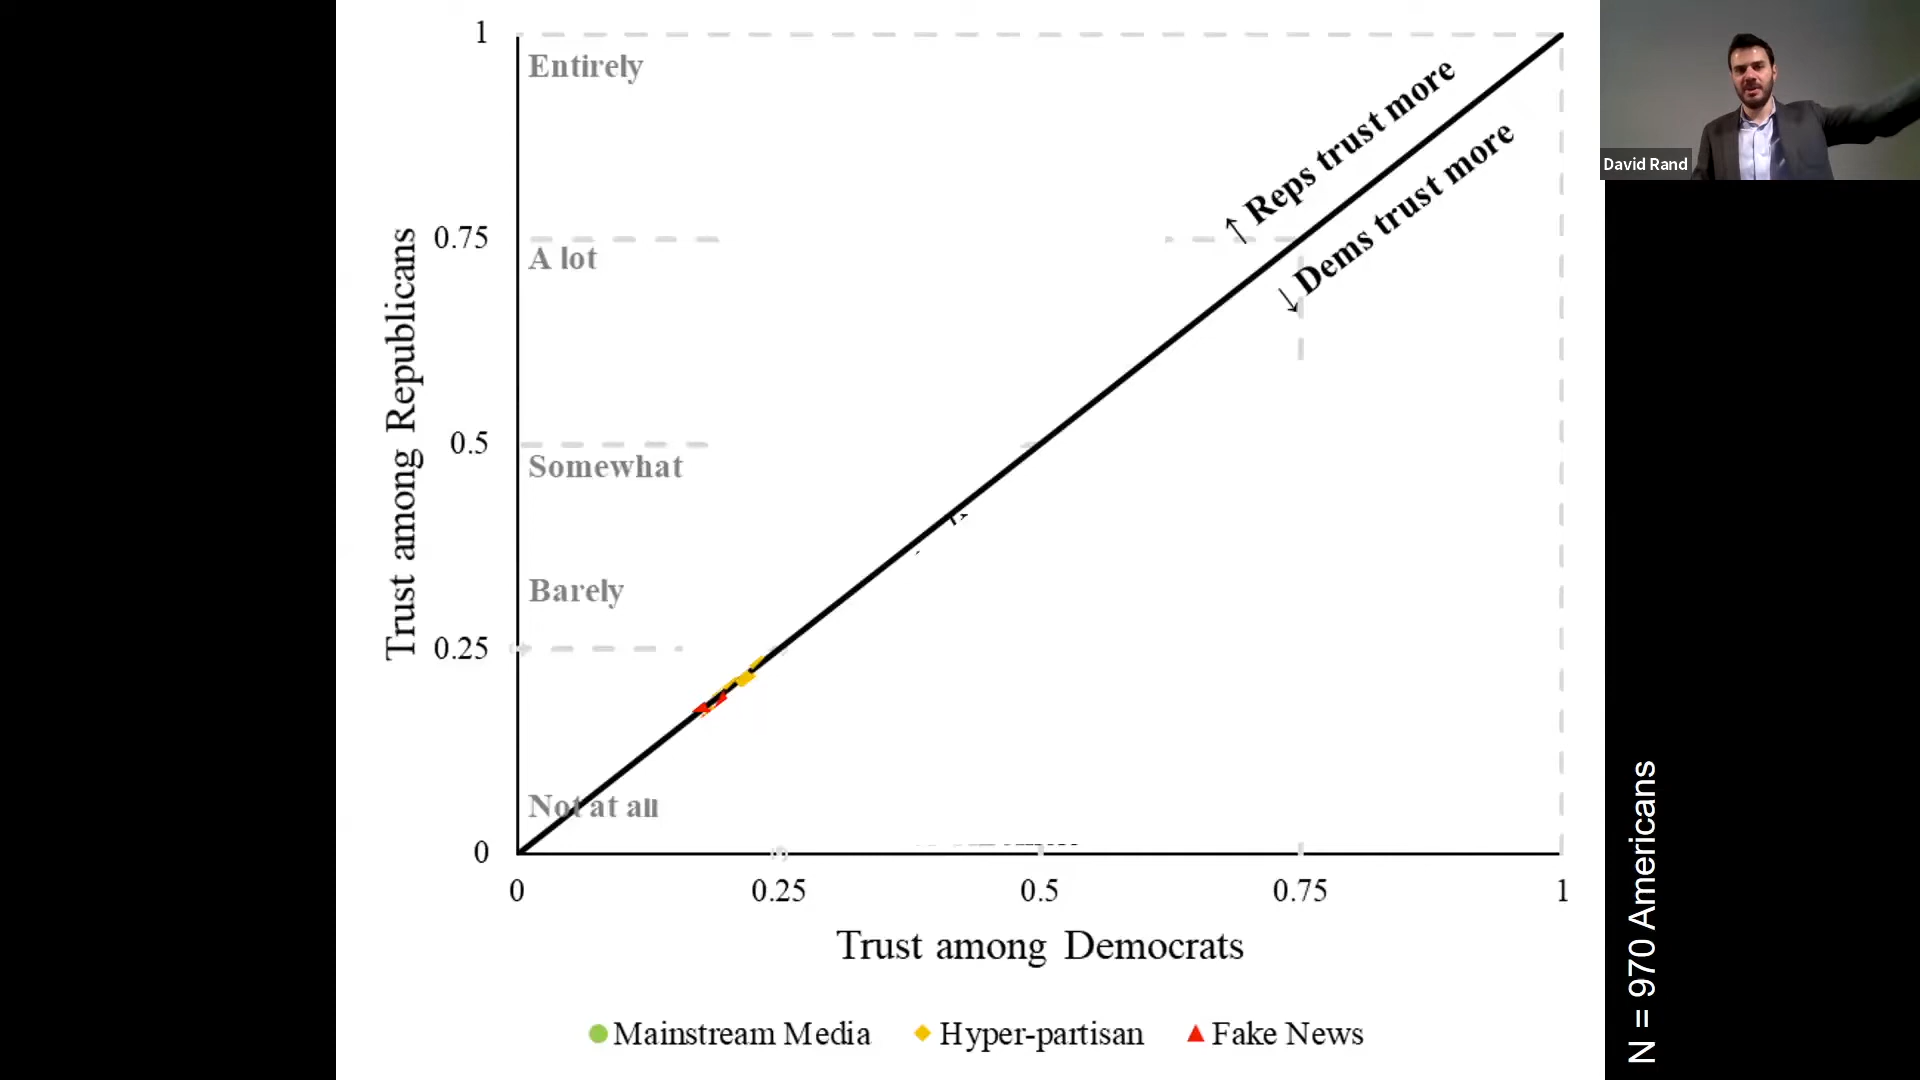 1
Entirely
↑ Reps trust more
↓ Dems trust more
David Rand
0.75
A lot
Trust among Republicans
0.5
Somewhat
Barely
0.25
Not at all
0
0
0.25
0.5
0.75
1
Trust among Democrats
Mainstream Media
Hyper-partisan
Fake News
N = 970 Americans